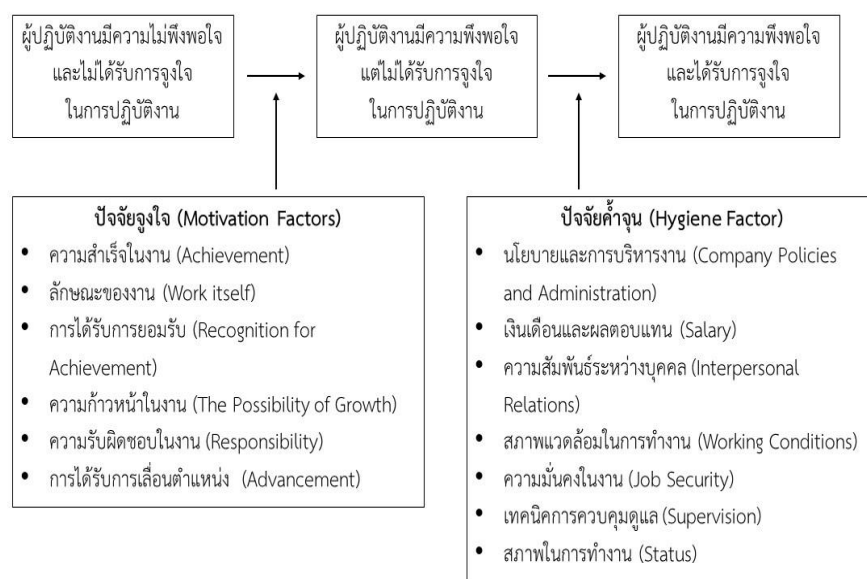 ผู้ปฏิบัติงานมีความไม่พึงพอใจ
และไม่ได้รับการจูงใจ
ในการปฏิบัติงาน
ผู้ปฏิบัติงานมีความพึงพอใจ
แต่ไม่ได้รับการจูงใจ
ในการปฏิบัติงาน
ผู้ปฏิบัติงานมีความพึงพอใจ
และได้รับการจูงใจ
ในการปฏิบัติงาน
ปัจจัยจูงใจ (Motivation Factors)
• ความสำเร็จในงาน (Achievement)
• ลักษณะของงาน (Work itself)
• การได้รับการยอมรับ (Recognition for
Achievement)
• ความก้าวหน้าในงาน (The Possibility of Growth)
• ความรับผิดชอบในงาน (Responsibility)
• การได้รับการเลื่อนตำแหน่ง (Advancement)
ปัจจัยค้ำจุน (Hygiene Factor)
• นโยบายและการบริหารงาน (Company Policies
and Administration)
• เงินเดือนและผลตอบแทน (Salary)
• ความสัมพันธ์ระหว่างบุคคล (Interpersonal
Relations)
• สภาพแวดล้อมในการทำงาน (Working Conditions)
• ความมั่นคงในงาน (Job Security)
• เทคนิคการควบคุมดูแล (Supervision)
• สภาพในการทำงาน (Status)